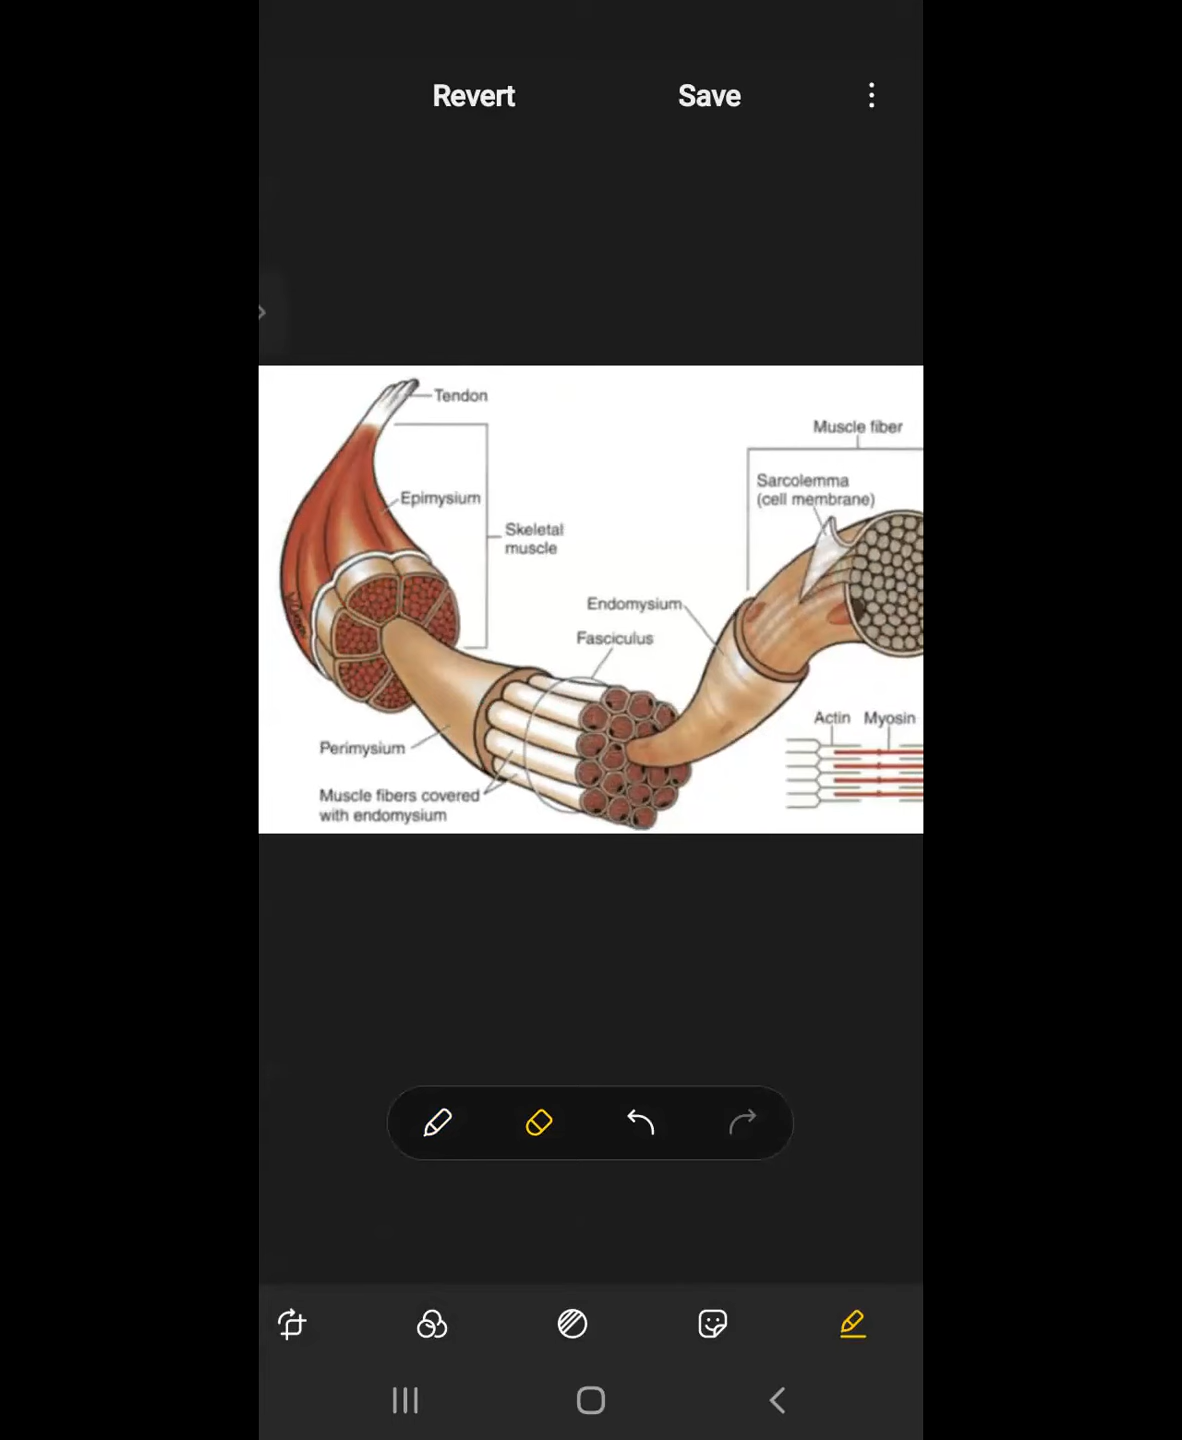 Revert
Save
Tendon
Muscle fiber
Sarcolemma
(cell membrane)
Epimysium
Skeletal
muscle
Endomysium
Fasciculus
Actin
Myosin
Perimysium
Muscle fibers covered
with endomysium